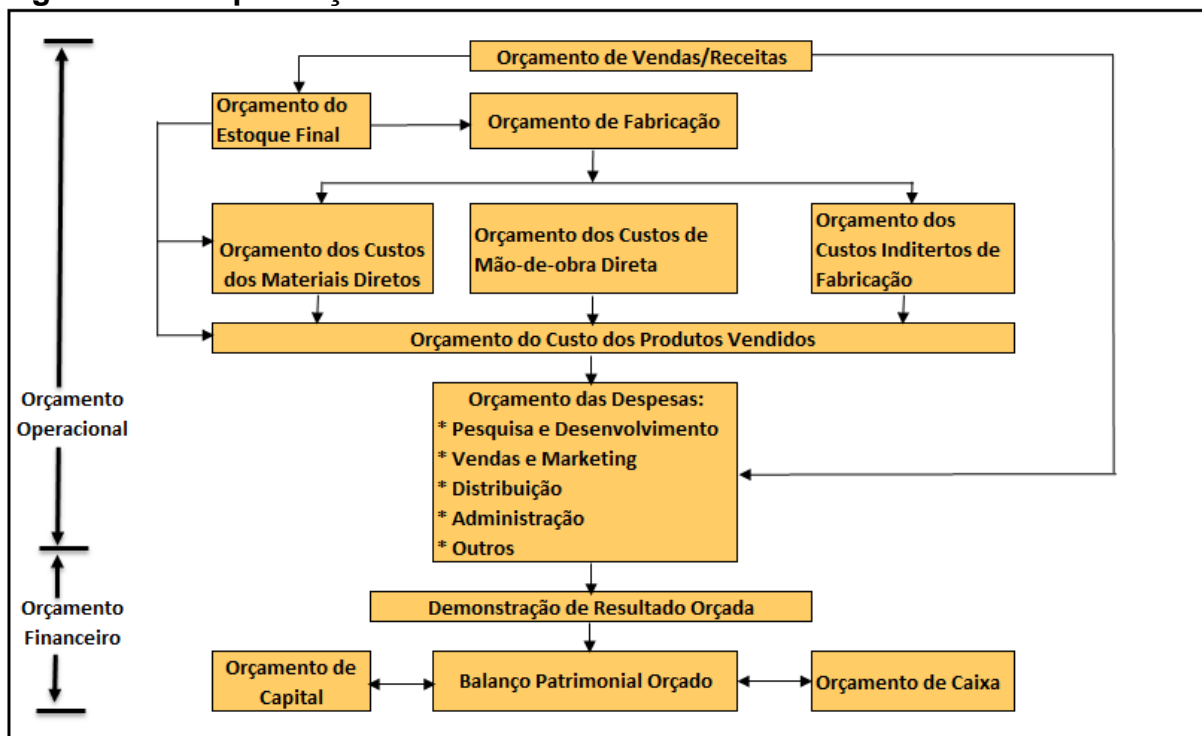 Orçamento de Vendas/Receitas
Orçamento do
Estoque Final
Orçamento de Fabricação
Orçamento dos Custos
dos Materiais Diretos
Orçamento dos Custos de
Mão-de-obra Direta
Orçamento dos
Custos Inditertos de
Fabricação
Orçamento do Custo dos Produtos Vendidos
Orçamento
Operacional
Orçamento das Despesas:
* Pesquisa e Desenvolvimento
* Vendas e Marketing
* Distribuição
* Administração
* Outros
Orçamento
Financeiro
Demonstração de Resultado Orçada
Orçamento de
Capital
Balanço Patrimonial Orçado
Orçamento de Caixa